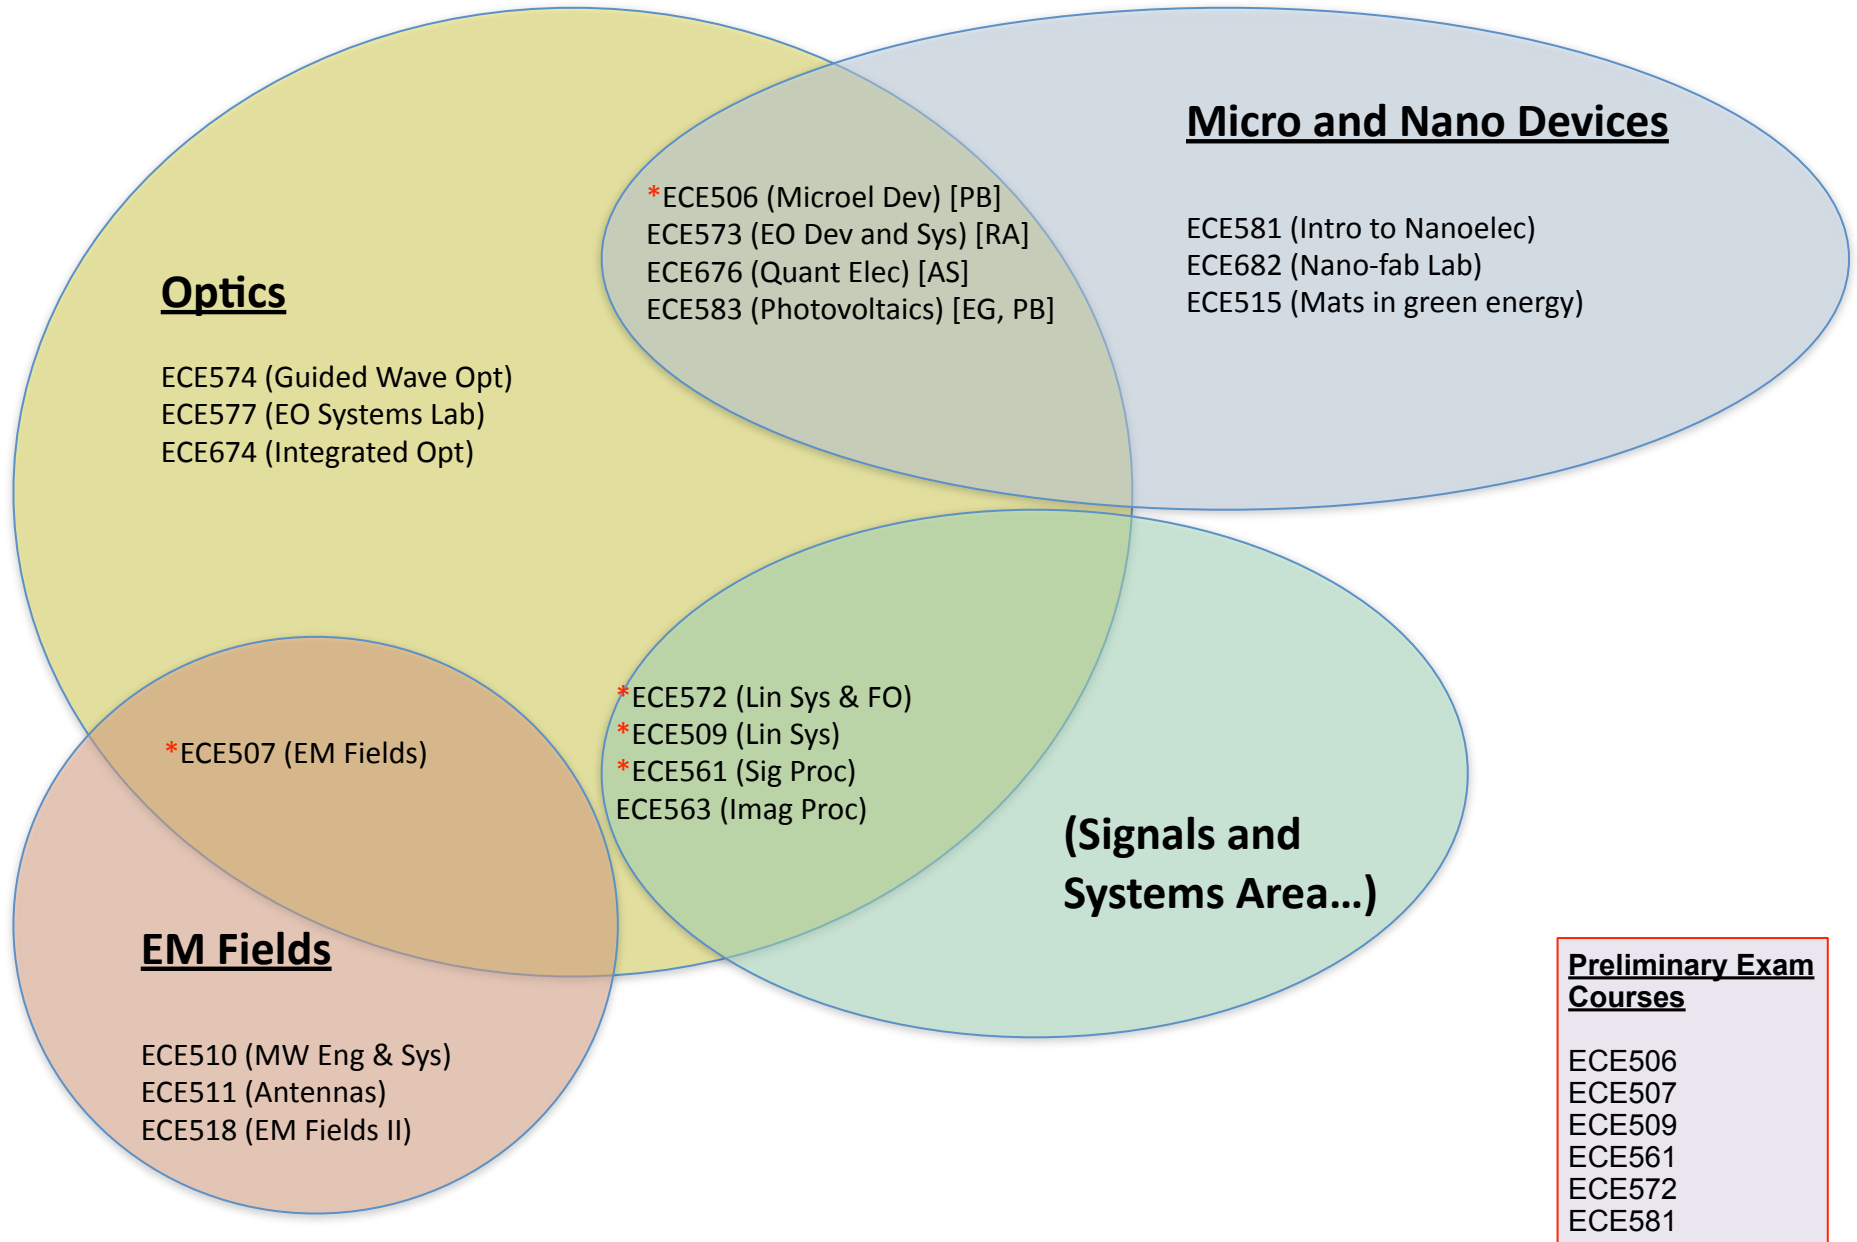 Micro and Nano Devices
*ECE506 (Microel Dev) [PB]
ECE573 (EO Dev and Sys) [RA]
ECE676 (Quant Elec) [AS]
ECE583 (Photovoltaics) [EG, PB]
ECE581 (Intro to Nanoelec)
ECE682 (Nano-fab Lab)
ECE515 (Mats in green energy)
Optics
ECE574 (Guided Wave Opt)
ECE577 (EO Systems Lab)
ECE674 (Integrated Opt)
*ECE572 (Lin Sys & FO)
*ECE509 (Lin Sys)
*ECE561 (Sig Proc)
ECE563 (Imag Proc)
*ECE507 (EM Fields)
(Signals and
Systems Area...)
EM Fields
ECE510 (MW Eng & Sys)
ECE511 (Antennas)
ECE518 (EM Fields II)
Preliminary Exam
Courses
ECE506
ECE507
ECE509
ECE561
ECE572
ECE581